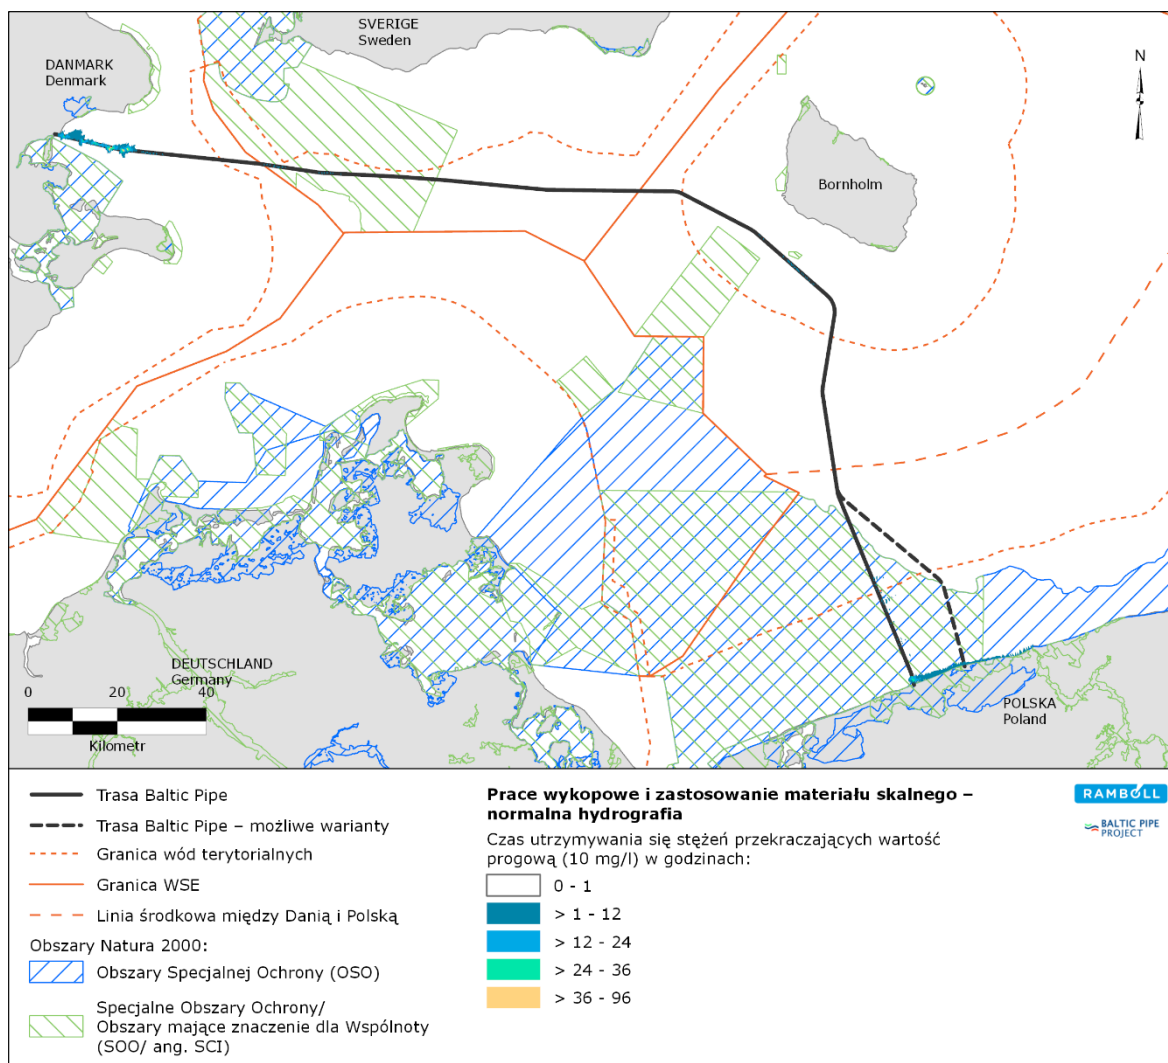 SVERIGE
Sweden
DANMARK
Denmark
N
Bornholm
DEUTSCHLAND
Germany
0 20 40
Kilometr
POLSKA
Poland
Trasa Baltic Pipe
Trasa Baltic Pipe – możliwe warianty
Granica wód terytorialnych
Granica WSE
Linia środkowa między Danią i Polską
Obszary Natura 2000:
Obszary Specjalnej Ochrony (OSO)
Specjalne Obszary Ochrony/
Obszary mające znaczenie dla Wspólnoty
(SOO/ ang. SCI)
Prace wykopowe i zastosowanie materiału skalnego –
normalna hydrografia
Czas utrzymywania się stężeń przekraczających wartość
progową (10 mg/l) w godzinach:
0 - 1
> 1 - 12
> 12 - 24
> 24 - 36
> 36 - 96
RAMBOLL
BALTIC PIPE
PROJECT